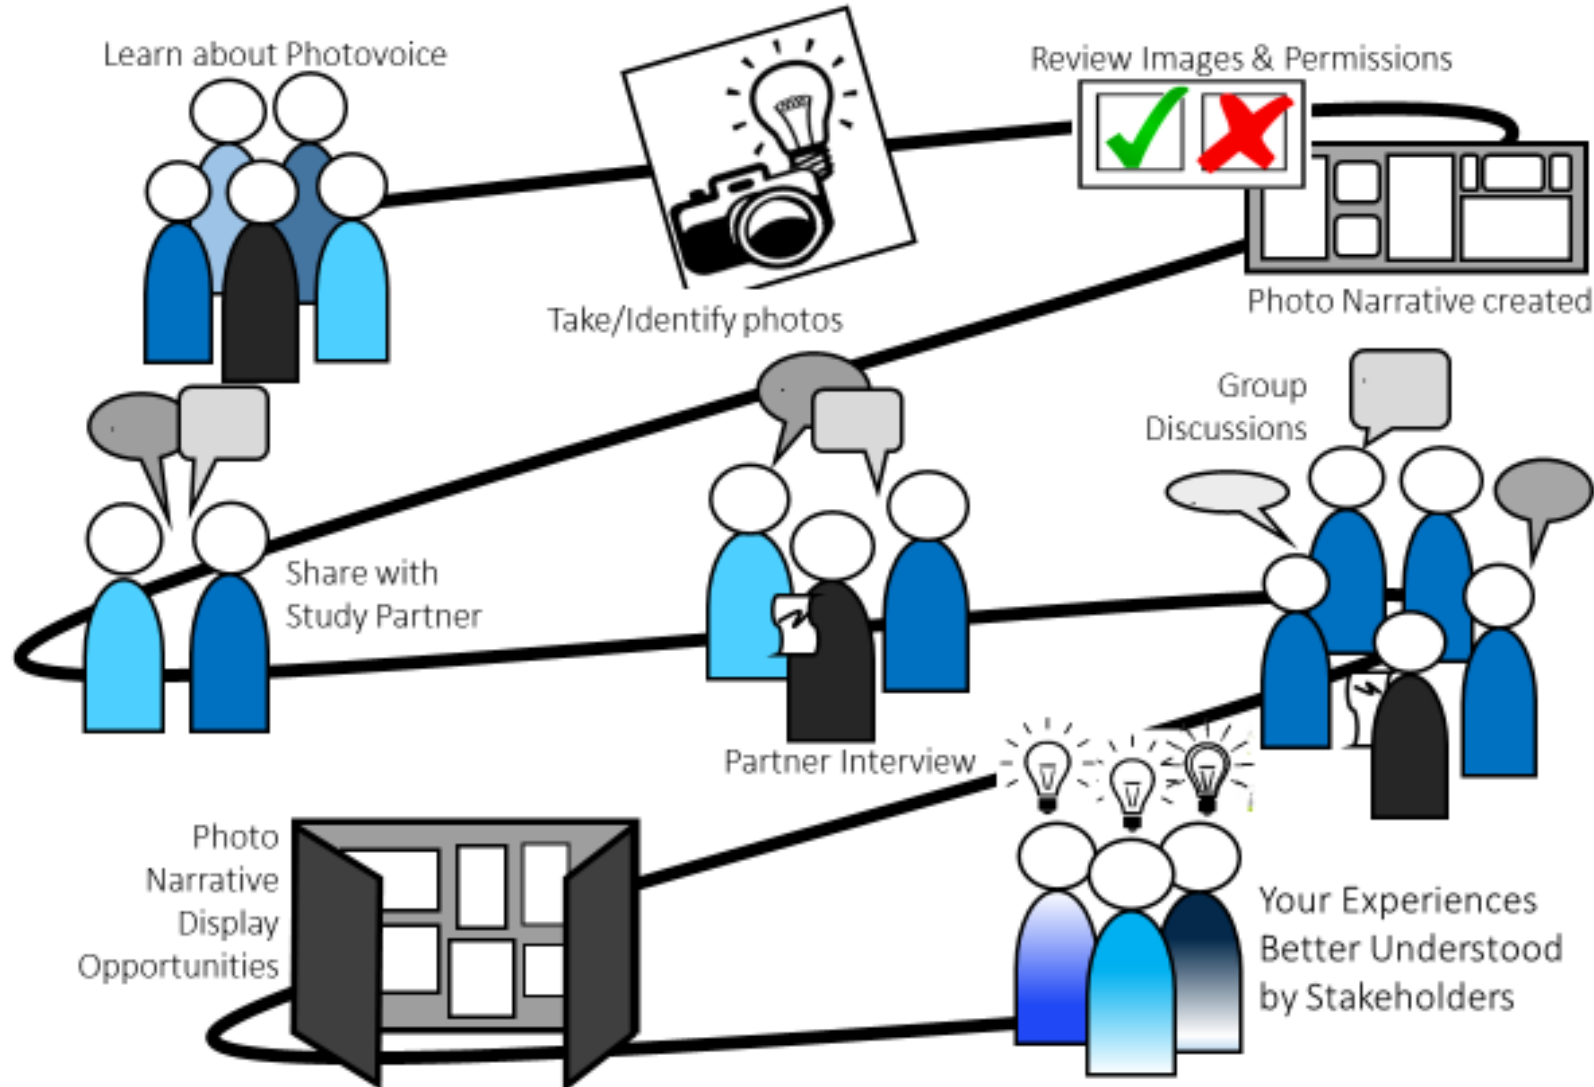 Learn about Photovoice
Take/Identify photos
Review Images & Permissions
Photo Narrative created
Share with
Study Partner
Partner Interview
Group
Discussions
Photo
Narrative
Display
Opportunities
Your Experiences
Better Understood
by Stakeholders